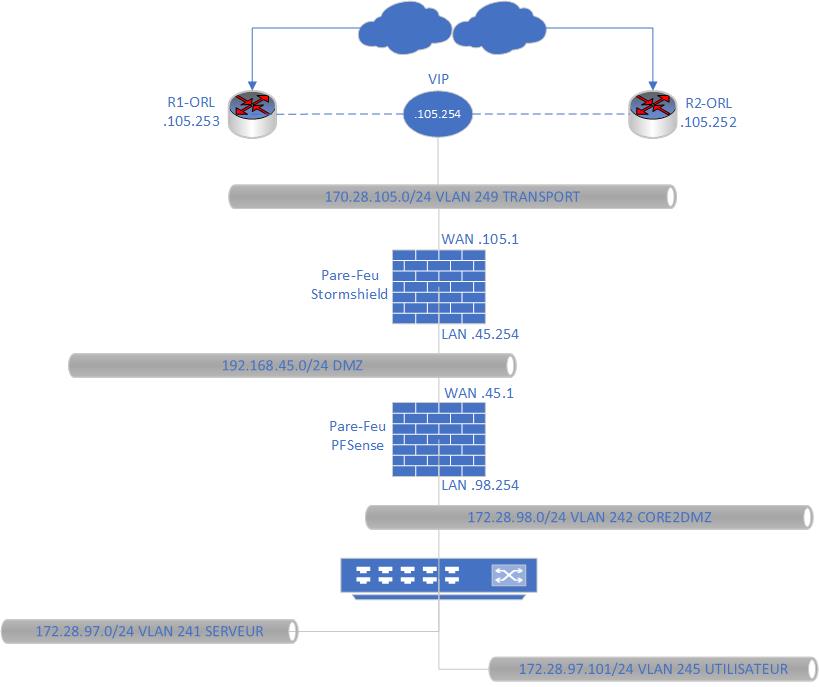 VIP
R1-ORL
.105.253
.105.254
R2-ORL
.105.252
170.28.105.0/24 VLAN 249 TRANSPORT
WAN .105.1
Pare-Feu
Stormshield
LAN .45.254
192.168.45.0/24 DMZ
WAN .45.1
Pare-Feu
PFSense
LAN .98.254
172.28.98.0/24 VLAN 242 CORE2DMZ
172.28.97.0/24 VLAN 241 SERVEUR
172.28.97.101/24 VLAN 245 UTILISATEUR